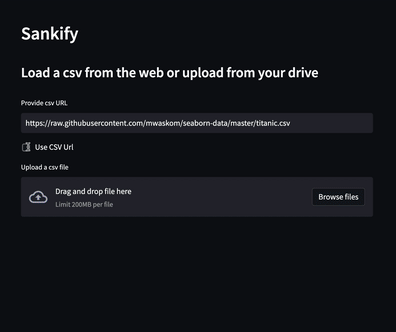 Sankify
Load a csv from the web or upload from your drive
Provide csv URL
https://raw.githubusercontent.com/mwaskom/seaborn-data/master/titanic.csv
Use CSV Url
Upload a csv file
Drag and drop file here
Limit 200MB per file
Browse files